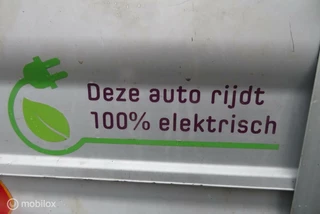 Deze auto rijdt
100% elektrisch
mobilox